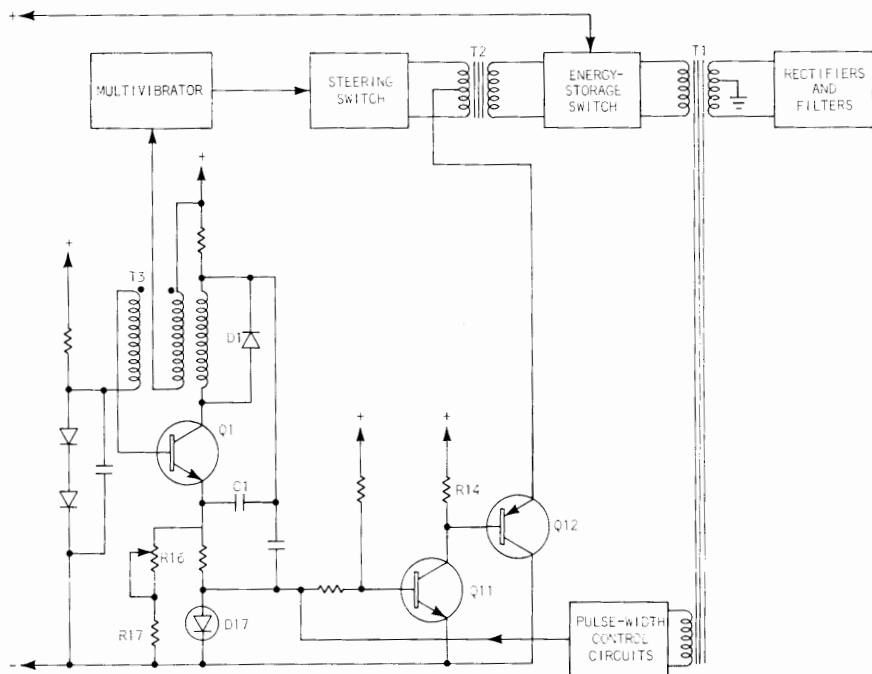 +
T2
T1
MULTIVIBRATOR
STEERING
SWITCH
ENERGY-
STORAGE
SWITCH
RECTIFIERS
AND
FILTERS
+
+
T3
D1
Q1
+
+
C1
R14
Q12
R16
Q11
R17
D17
PULSE-WIDTH
CONTROL
CIRCUITS
-